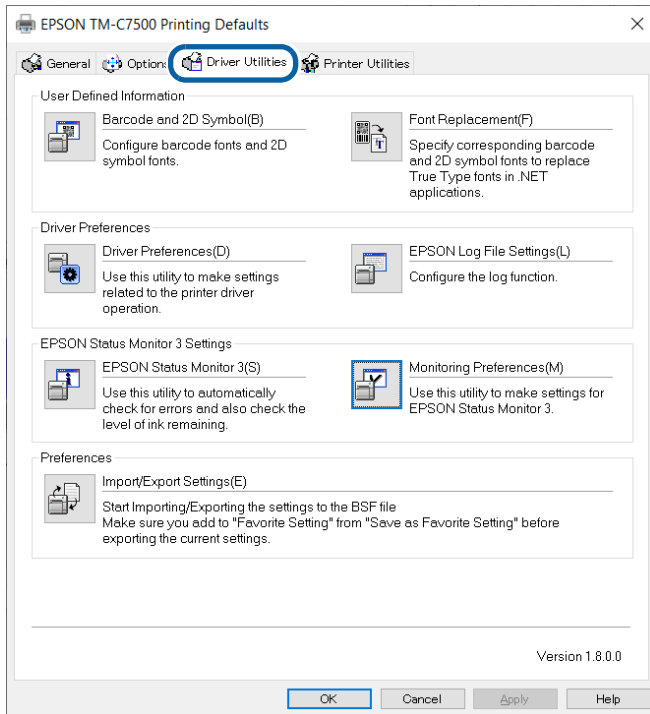 EPSON TM-C7500 Printing Defaults
General
Option
Driver Utilities
Printer Utilities
User Defined Information
Barcode and 2D Symbol(B)
Configure barcode fonts and 2D
symbol fonts.
Font Replacement(F)
Specify corresponding barcode
and 2D symbol fonts to replace
True Type fonts in .NET
applications.
Driver Preferences
Driver Preferences(D)
Use this utility to make settings
related to the printer driver
operation.
EPSON Log File Settings(L)
Configure the log function.
EPSON Status Monitor 3 Settings
EPSON Status Monitor 3(S)
Use this utility to automatically
check for errors and also check the
level of ink remaining.
Monitoring Preferences(M)
Use this utility to make settings for
EPSON Status Monitor 3.
Preferences
Import/Export Settings(E)
Start Importing/Exporting the settings to the BSF file
Make sure you add to "Favorite Setting" from "Save as Favorite Setting" before
exporting the current settings.
Version 1.8.0.0
OK
Cancel
Apply
Help